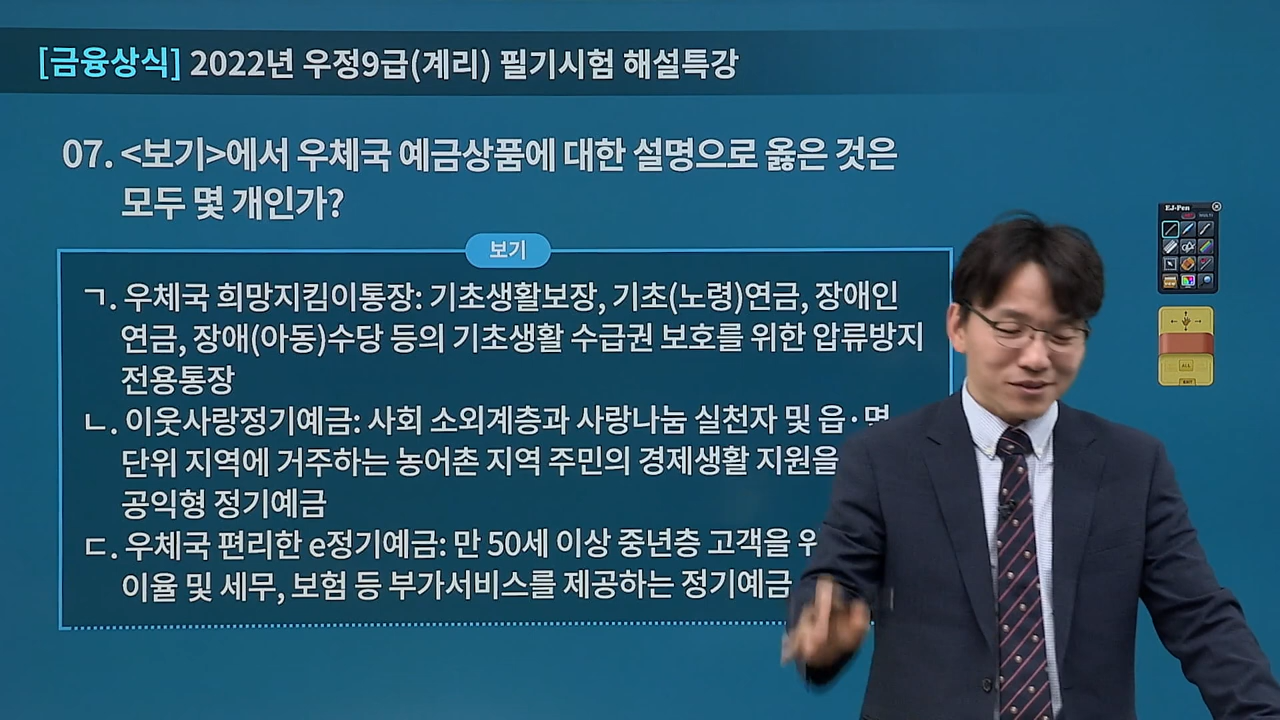 [금융상식] 2022년 우정9급(계리) 필기시험 해설특강
07. <보기>에서 우체국 예금상품에 대한 설명으로 옳은 것은
모두 몇 개인가?
보기
ㄱ. 우체국 희망지킴이통장: 기초생활보장, 기초(노령)연금, 장애인
연금, 장애(아동)수당 등의 기초생활 수급권 보호를 위한 압류방지
전용통장
ㄴ. 이웃사랑정기예금: 사회 소외계층과 사랑나눔 실천자 및 읍·면
단위 지역에 거주하는 농어촌 지역 주민의 경제생활 지원을
공익형 정기예금
ㄷ. 우체국 편리한 e정기예금: 만 50세 이상 중년층 고객을
이율 및 세무, 보험 등 부가서비스를 제공하는 정기예금
EJ-Pen
ALL
EXIT